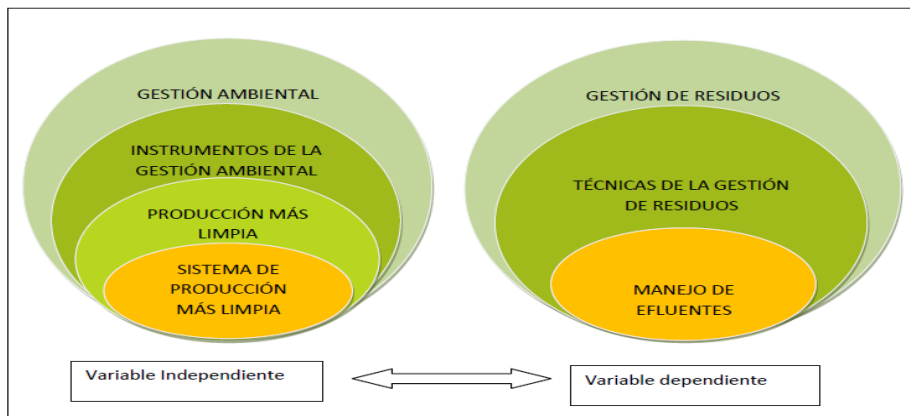 GESTIÓN AMBIENTAL
INSTRUMENTOS DE LA
GESTIÓN AMBIENTAL
PRODUCCIÓN MÁS
LIMPIA
SISTEMA DE
PRODUCCIÓN
MÁS LIMPIA
GESTIÓN DE RESIDUOS
TÉCNICAS DE LA GESTIÓN
DE RESIDUOS
MANEJO DE
EFLUENTES
Variable Independiente
Variable dependiente